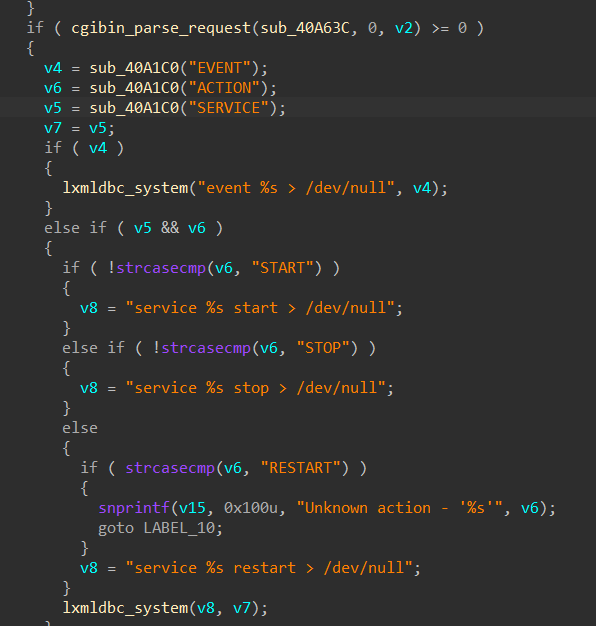 }
if ( cgibin_parse_request(sub_40A63C, 0, v2) >= 0 )
{
v4 = sub_40A1C0("EVENT");
v6 = sub_40A1C0("ACTION");
v5 = sub_40A1C0("SERVICE");
v7 = v5;
if ( v4 )
{
lxmldbc_system("event %s > /dev/null", v4);
}
else if ( v5 && v6 )
{
if ( !strcasecmp(v6, "START") )
{
v8 = "service %s start > /dev/null";
}
else if ( !strcasecmp(v6, "STOP") )
{
v8 = "service %s stop > /dev/null";
}
else
{
if ( strcasecmp(v6, "RESTART") )
{
snprintf(v15, 0x100u, "Unknown action - '%s'", v6);
goto LABEL_10;
}
v8 = "service %s restart > /dev/null";
}
lxmldbc_system(v8, v7);